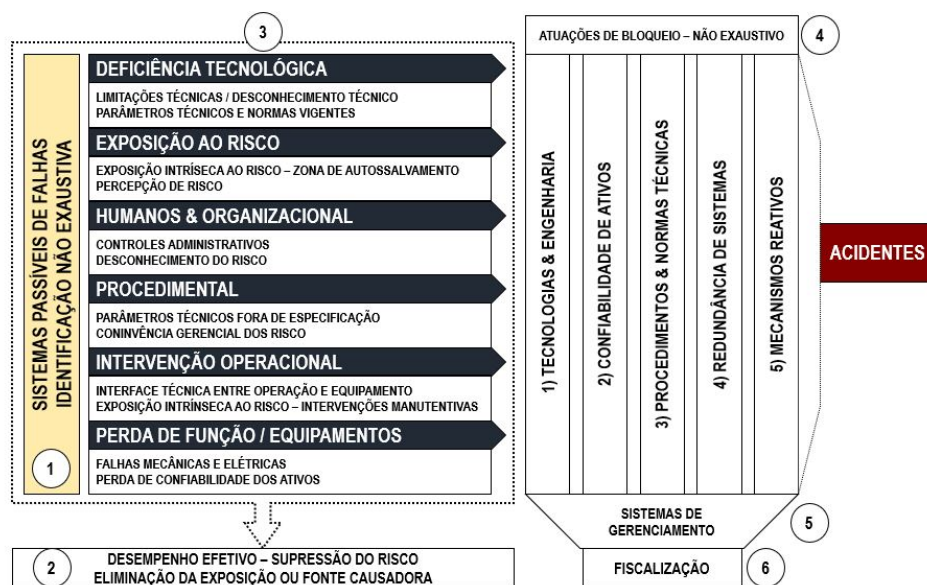 3
SISTEMAS PASSÍVEIS DE FALHAS
IDENTIFICAÇÃO NÃO EXAUSTIVA
1
DEFICIÊNCIA TECNOLÓGICA
LIMITAÇÕES TÉCNICAS / DESCONHECIMENTO TÉCNICO
PARÂMETROS TÉCNICOS E NORMAS VIGENTES
EXPOSIÇÃO AO RISCO
EXPOSIÇÃO INTRÍSECA AO RISCO – ZONA DE AUTOSSALVAMENTO
PERCEPÇÃO DE RISCO
HUMANOS & ORGANIZACIONAL
CONTROLES ADMINISTRATIVOS
DESCONHECIMENTO DO RISCO
PROCEDIMENTAL
PARÂMETROS TÉCNICOS FORA DE ESPECIFICAÇÃO
CONINVÊNCIA GERENCIAL DOS RISCO
INTERVENÇÃO OPERACIONAL
INTERFACE TÉCNICA ENTRE OPERAÇÃO E EQUIPAMENTO
EXPOSIÇÃO INTRÍNSECA AO RISCO – INTERVENÇÕES MANUTENTIVAS
PERDA DE FUNÇÃO / EQUIPAMENTOS
FALHAS MECÂNICAS E ELÉTRICAS
PERDA DE CONFIABILIDADE DOS ATIVOS
2
DESEMPENHO EFETIVO – SUPRESSÃO DO RISCO
ELIMINAÇÃO DA EXPOSIÇÃO OU FONTE CAUSADORA
ATUAÇÕES DE BLOQUEIO – NÃO EXAUSTIVO
4
1) TECNOLOGIAS & ENGENHARIA
2) CONFIABILIDADE DE ATIVOS
3) PROCEDIMENTOS & NORMAS TÉCNICAS
4) REDUNDÂNCIA DE SISTEMAS
5) MECANISMOS REATIVOS
ACIDENTES
SISTEMAS DE
GERENCIAMENTO
5
FISCALIZAÇÃO
6